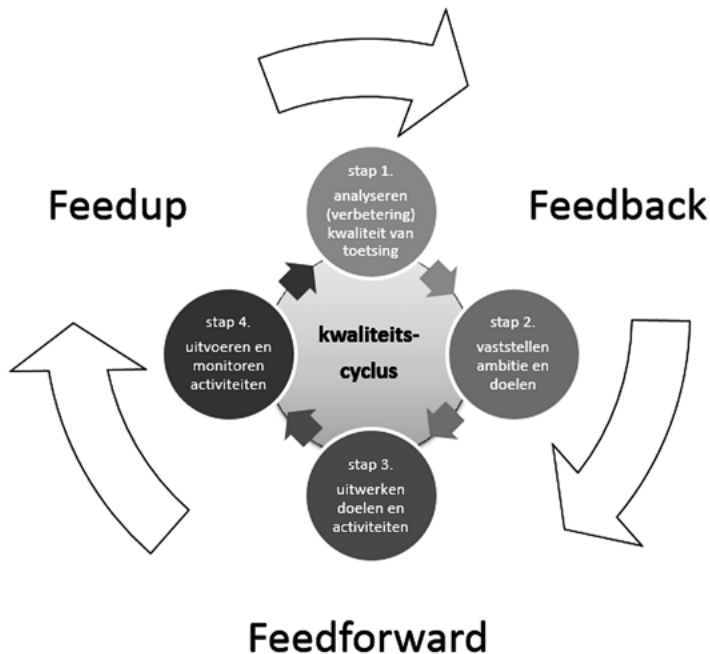 Feedup
Feedback
Feedforward
kwaliteits-
cyclus
stap 1.
analyseren
(verbetering)
kwaliteit van
toetsing
stap 2.
vaststellen
ambitie en
doelen
stap 3.
uitwerken
doelen en
activiteiten
stap 4.
uitvoeren en
monitoren
activiteiten